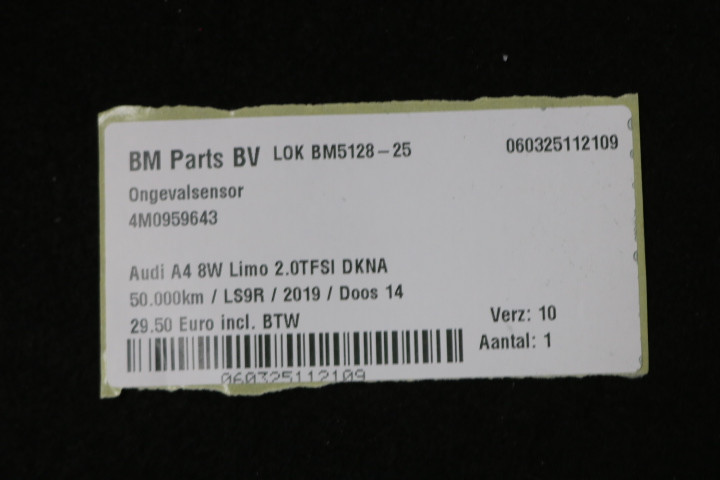 BM Parts BV LOK BM5128-25 060325112109
Ongevalsensor
4M0959643
Audi A4 8W Limo 2.0TFSI DKNA
50.000km / LS9R / 2019 / Doos 14
29.50 Euro incl. BTW Verz: 10
Aantal: 1
060325112109